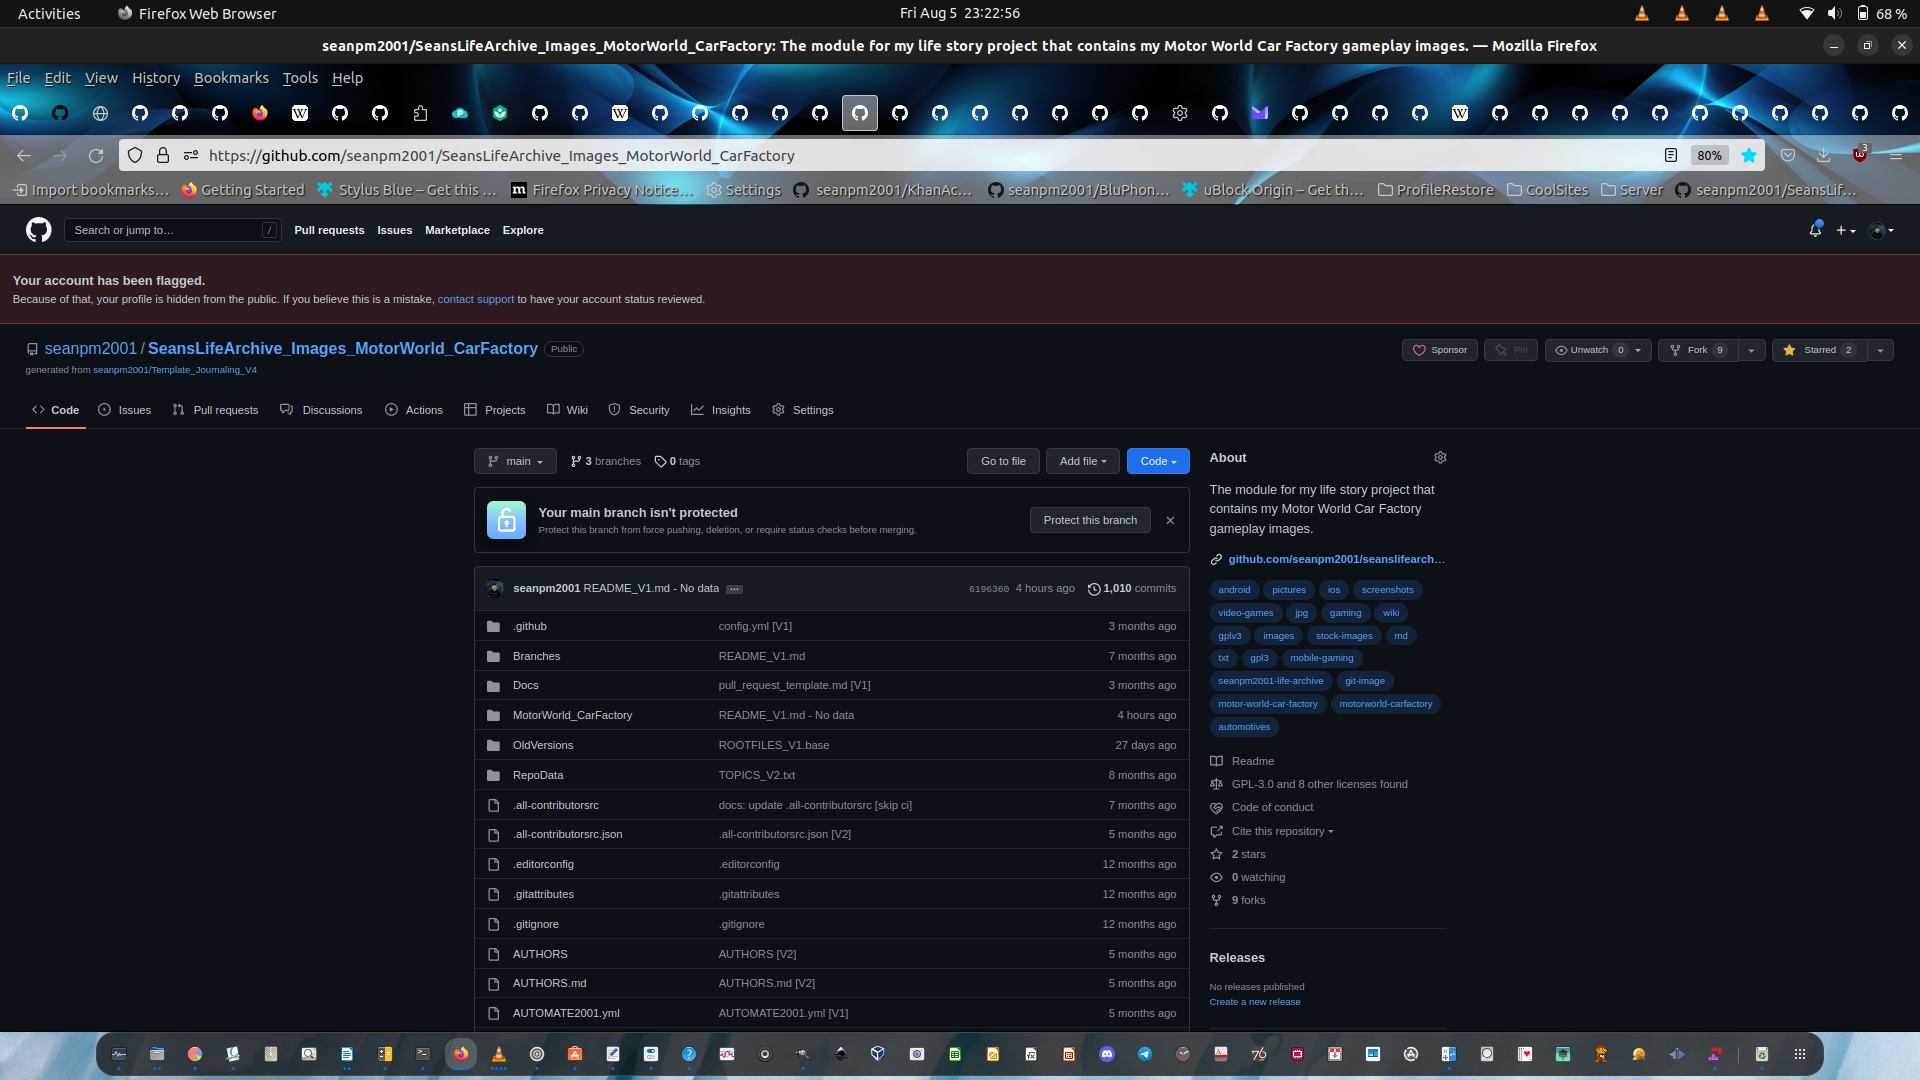 Activities Firefox Web Browser Fri Aug 5 23:22:56 68 %
seanpm2001/SeansLifeArchive_Images_MotorWorld_CarFactory: The module for my life story project that contains my Motor World Car Factory gameplay images. — Mozilla Firefox
File Edit View History Bookmarks Tools Help
https://github.com/seanpm2001/SeansLifeArchive_Images_MotorWorld_CarFactory 80% 3
Import bookmarks… Getting Started Stylus Blue – Get this … Firefox Privacy Notice… Settings seanpm2001/KhanAc… seanpm2001/BluPhon… uBlock Origin – Get th… ProfileRestore CoolSites Server seanpm2001/SeansLif…
Search or jump to… / Pull requests Issues Marketplace Explore
Your account has been flagged.
Because of that, your profile is hidden from the public. If you believe this is a mistake, contact support to have your account status reviewed.
seanpm2001 / SeansLifeArchive_Images_MotorWorld_CarFactory Public Sponsor Pin Unwatch 0 Fork 9 Starred 2
generated from seanpm2001/Template_Journaling_V4
Code Issues Pull requests Discussions Actions Projects Wiki Security Insights Settings
main 3 branches 0 tags Go to file Add file Code
Your main branch isn't protected
Protect this branch from force pushing, deletion, or require status checks before merging.
Protect this branch
seanpm2001 README_V1.md - No data … 6196360 4 hours ago 1,010 commits
.github config.yml [V1] 3 months ago
Branches README_V1.md 7 months ago
Docs pull_request_template.md [V1] 3 months ago
MotorWorld_CarFactory README_V1.md - No data 4 hours ago
OldVersions ROOTFILES_V1.base 27 days ago
RepoData TOPICS_V2.txt 8 months ago
.all-contributorsrc docs: update .all-contributorsrc [skip ci] 7 months ago
.all-contributorsrc.json .all-contributorsrc.json [V2] 5 months ago
.editorconfig .editorconfig 12 months ago
.gitattributes .gitattributes 12 months ago
.gitignore .gitignore 12 months ago
AUTHORS AUTHORS [V2] 5 months ago
AUTHORS.md AUTHORS.md [V2] 5 months ago
AUTOMATE2001.yml AUTOMATE2001.yml [V1] 5 months ago
About
The module for my life story project that
contains my Motor World Car Factory
gameplay images.
github.com/seanpm2001/seanslifearch…
android pictures ios screenshots
video-games jpg gaming wiki
gplv3 images stock-images md
txt gpl3 mobile-gaming
seanpm2001-life-archive git-image
motor-world-car-factory motorworld-carfactory
automotives
Readme
GPL-3.0 and 8 other licenses found
Code of conduct
Cite this repository
2 stars
0 watching
9 forks
Releases
No releases published
Create a new release